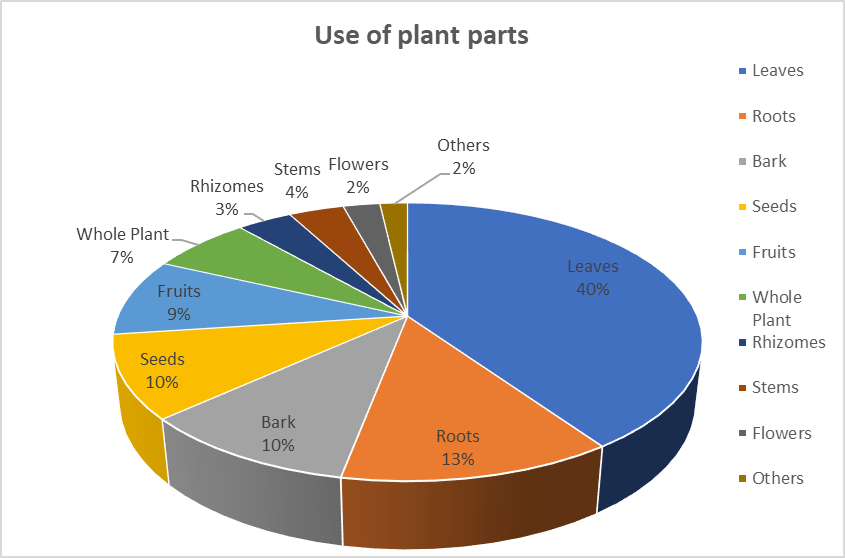 Use of plant parts
Others
2%
Flowers
2%
Stems
4%
Rhizomes
3%
Whole Plant
7%
Fruits
9%
Seeds
10%
Bark
10%
Roots
13%
Leaves
40%
Leaves
Roots
Bark
Seeds
Fruits
Whole
Plant
Rhizomes
Stems
Flowers
Others